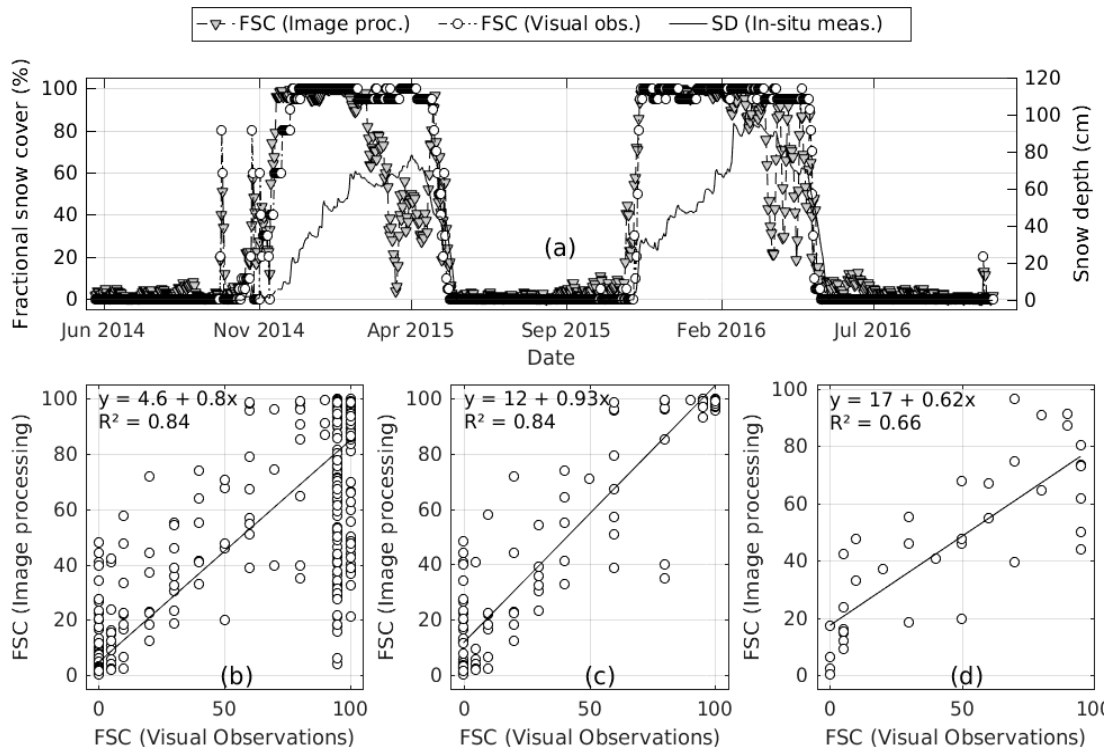 FSC (Image proc.) FSC (Visual obs.) SD (In-situ meas.)
Fractional snow cover (%)
100
80
60
40
20
0
120
100
80
60
40
20
0
Snow depth (cm)
(a)
Jun 2014 Nov 2014 Apr 2015 Sep 2015 Feb 2016 Jul 2016
Date
FSC (Image processing)
100
80
60
40
20
0
y = 4.6 + 0.8x
R² = 0.84
(b)
0 50 100
FSC (Visual Observations)
FSC (Image processing)
100
80
60
40
20
0
y = 12 + 0.93x
R² = 0.84
(c)
0 50 100
FSC (Visual Observations)
FSC (Image processing)
100
80
60
40
20
0
y = 17 + 0.62x
R² = 0.66
(d)
0 50 100
FSC (Visual Observations)